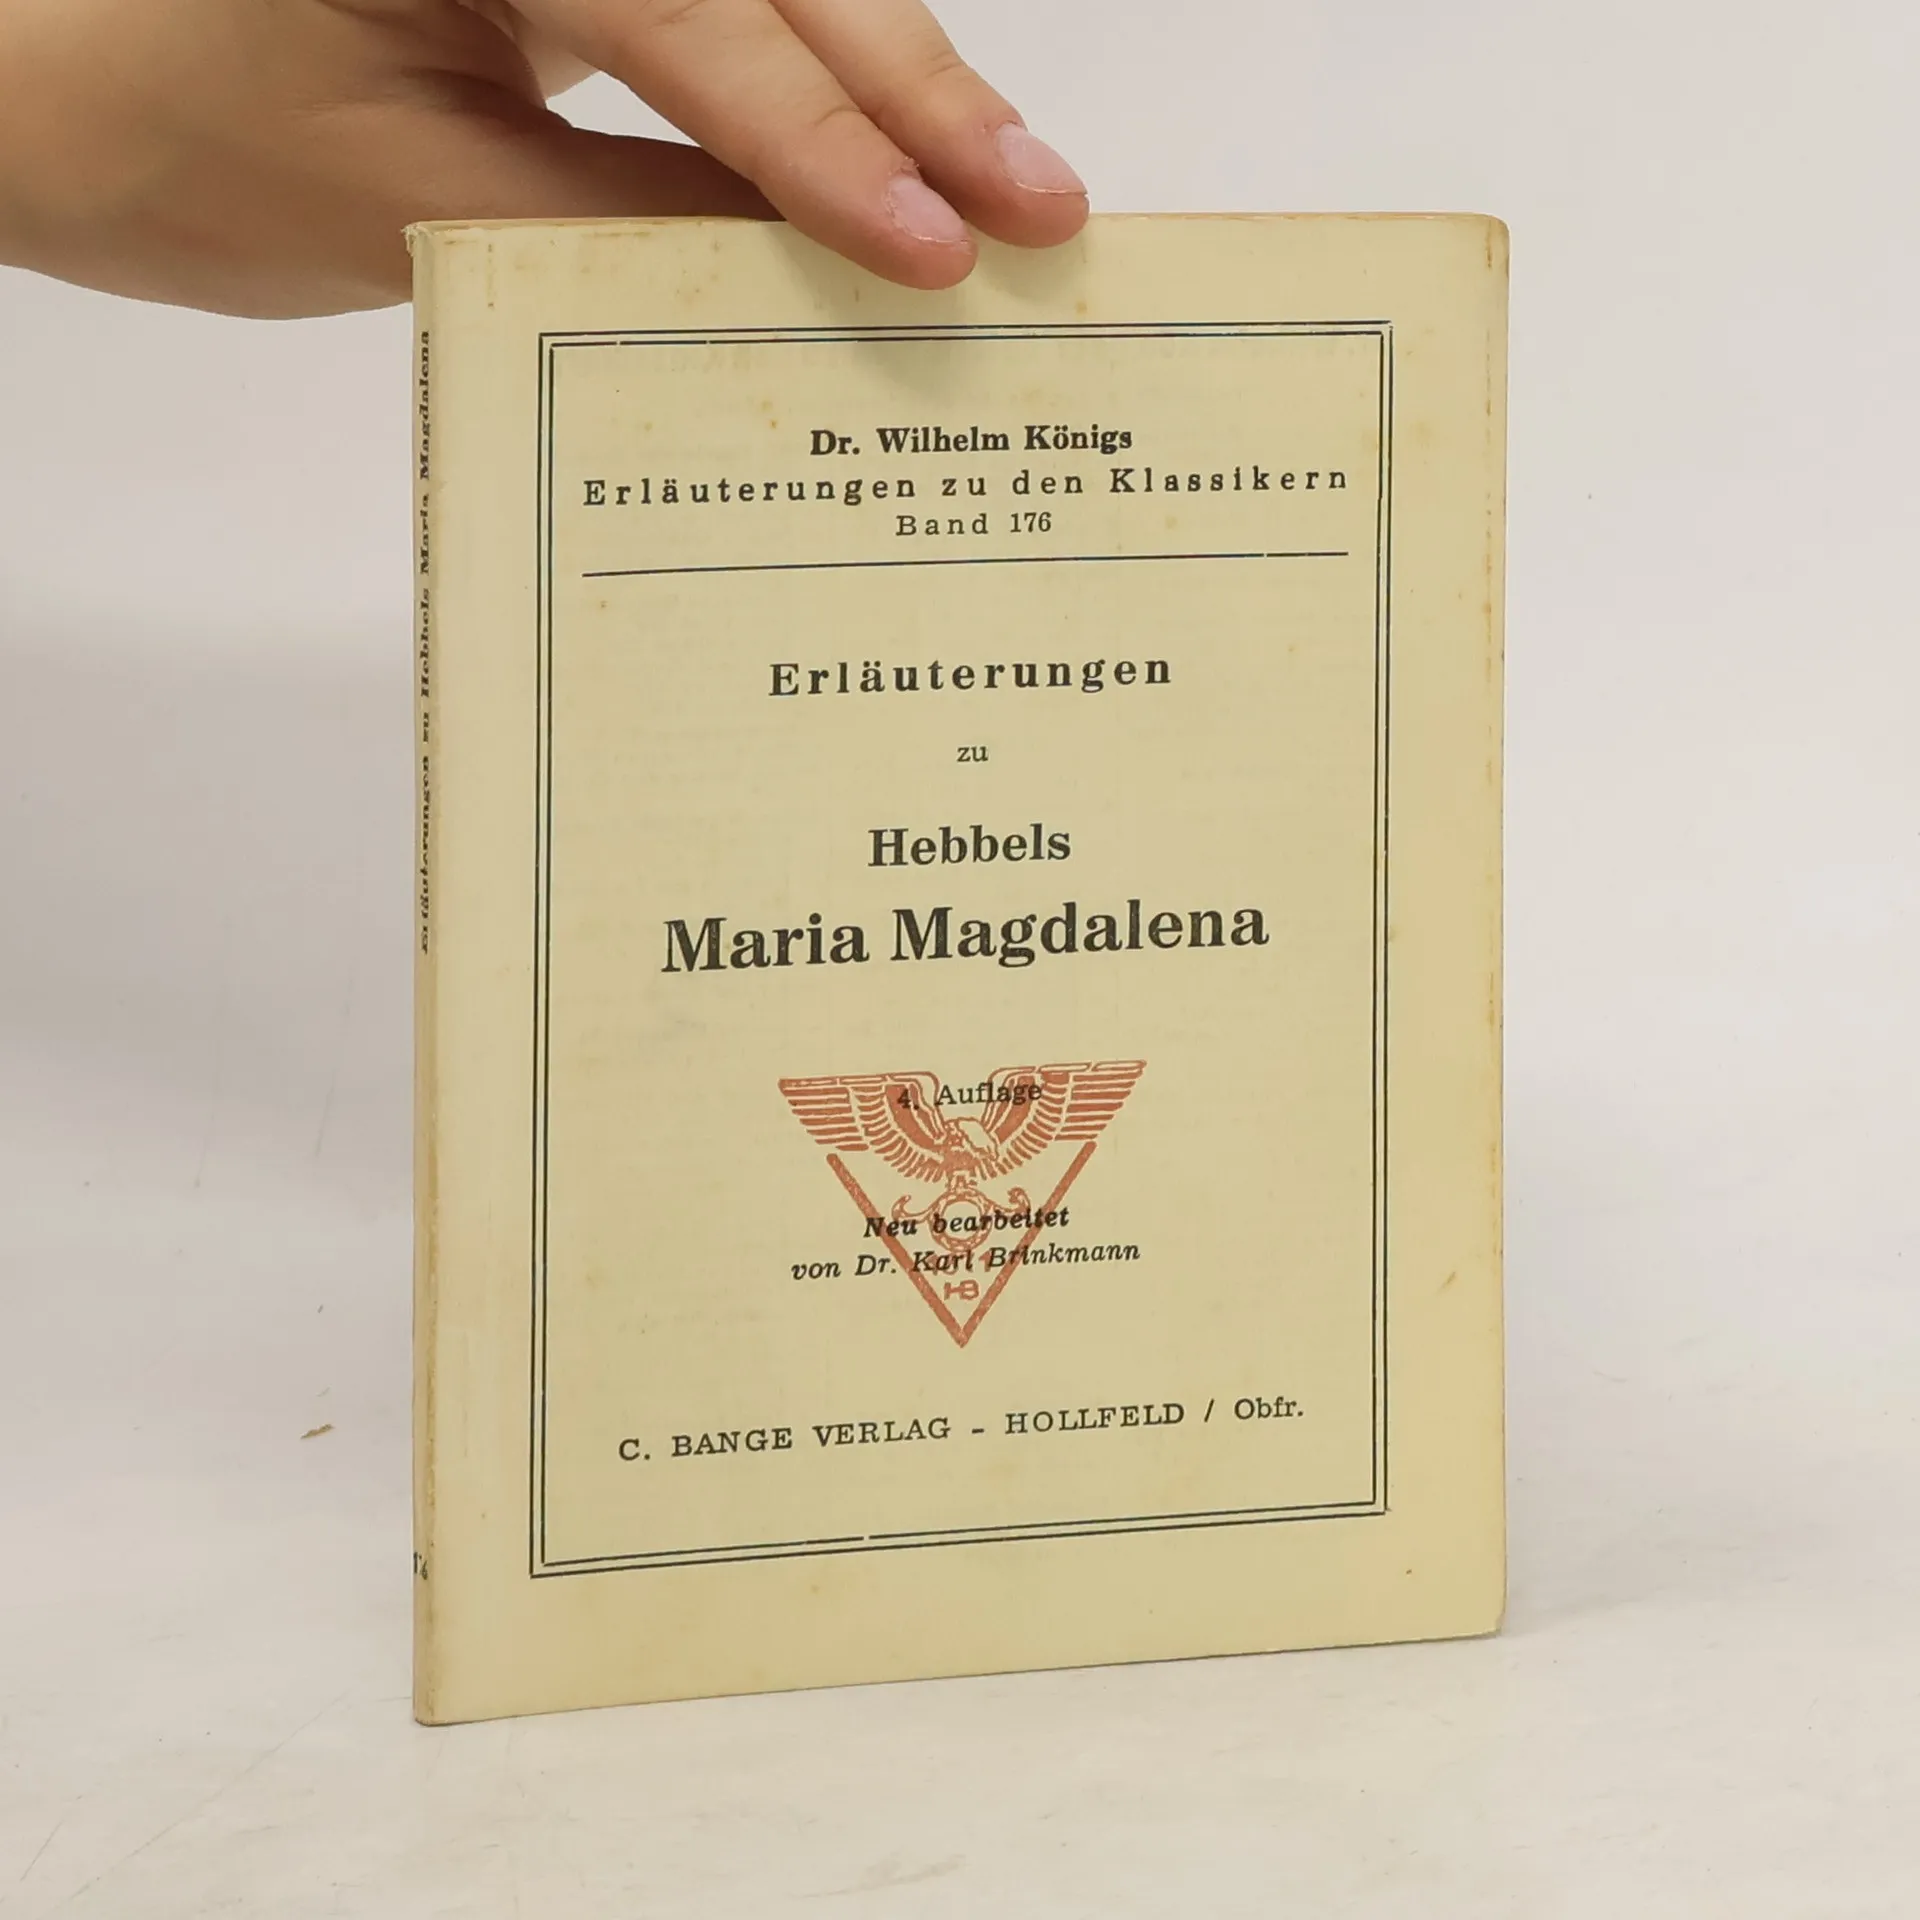 Dr. Wilhelm Königs
Erläuterungen zu den Klassikern
Band 176
Erläuterungen
zu
Hebbels
Maria Magdalena
4. Auflage
Neu bearbeitet
von Dr. Karl Brinkmann
HB
C. BANGE VERLAG - HOLLFELD / Obfr.
Erläuterungen zu Hebbels Maria Magdalena